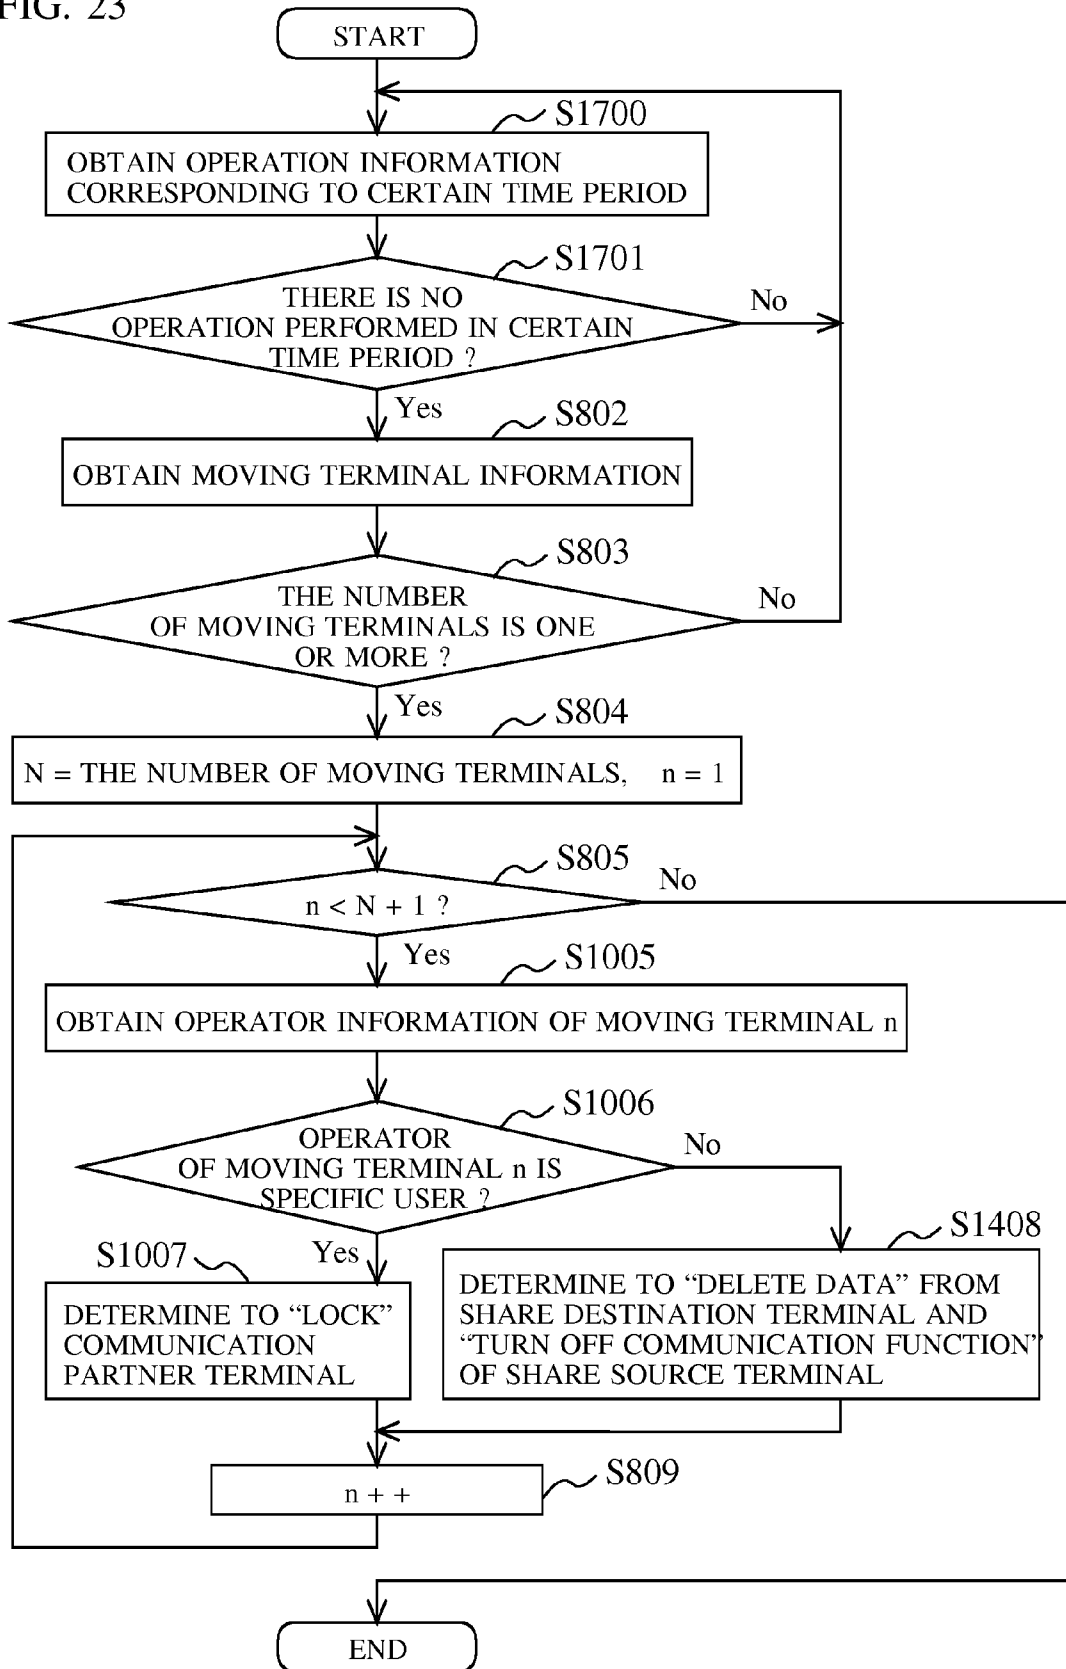 FIG. 23
START
S1700
OBTAIN OPERATION INFORMATION
CORRESPONDING TO CERTAIN TIME PERIOD
S1701
THERE IS NO
OPERATION PERFORMED IN CERTAIN
TIME PERIOD ?
No
Yes
S802
OBTAIN MOVING TERMINAL INFORMATION
S803
THE NUMBER
OF MOVING TERMINALS IS ONE
OR MORE ?
No
Yes
S804
N = THE NUMBER OF MOVING TERMINALS, n = 1
S805
n < N + 1 ?
No
Yes
S1005
OBTAIN OPERATOR INFORMATION OF MOVING TERMINAL n
S1006
OPERATOR
OF MOVING TERMINAL n IS
SPECIFIC USER ?
No
Yes
S1007
DETERMINE TO “LOCK”
COMMUNICATION
PARTNER TERMINAL
S1408
DETERMINE TO “DELETE DATA” FROM
SHARE DESTINATION TERMINAL AND
“TURN OFF COMMUNICATION FUNCTION”
OF SHARE SOURCE TERMINAL
S809
n + +
END